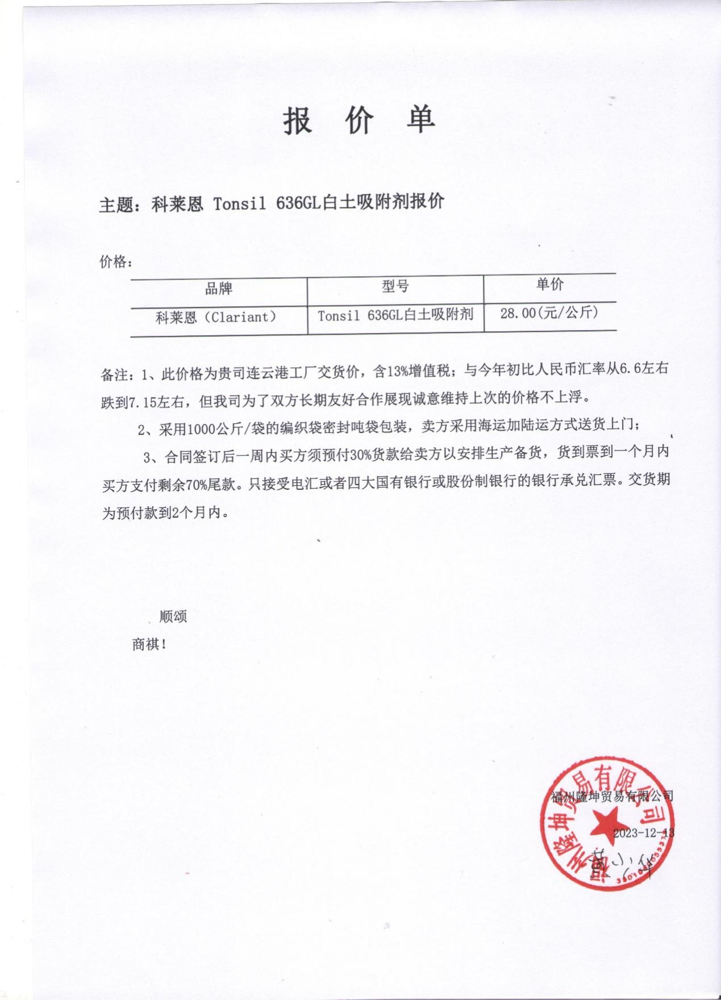 报 价 单
主题：科莱恩 Tonsil 636GL白土吸附剂报价
价格：
品牌 型号 单价
科莱恩（Clariant） Tonsil 636GL白土吸附剂 28.00(元/公斤)
备注：1、此价格为贵司连云港工厂交货价，含13%增值税；与今年初比人民币汇率从6.6左右
跌到7.15左右，但我司为了双方长期友好合作展现诚意维持上次的价格不上浮。
2、采用1000公斤/袋的编织袋密封吨袋包装，卖方采用海运加陆运方式送货上门；
3、合同签订后一周内买方须预付30%货款给卖方以安排生产备货，货到票到一个月内
买方支付剩余70%尾款。只接受电汇或者四大国有银行或股份制银行的银行承兑汇票。交货期
为预付款到2个月内。
顺颂
商祺！
福州隆坤贸易有限公司
福州隆坤贸易有限公司
2023-12-13